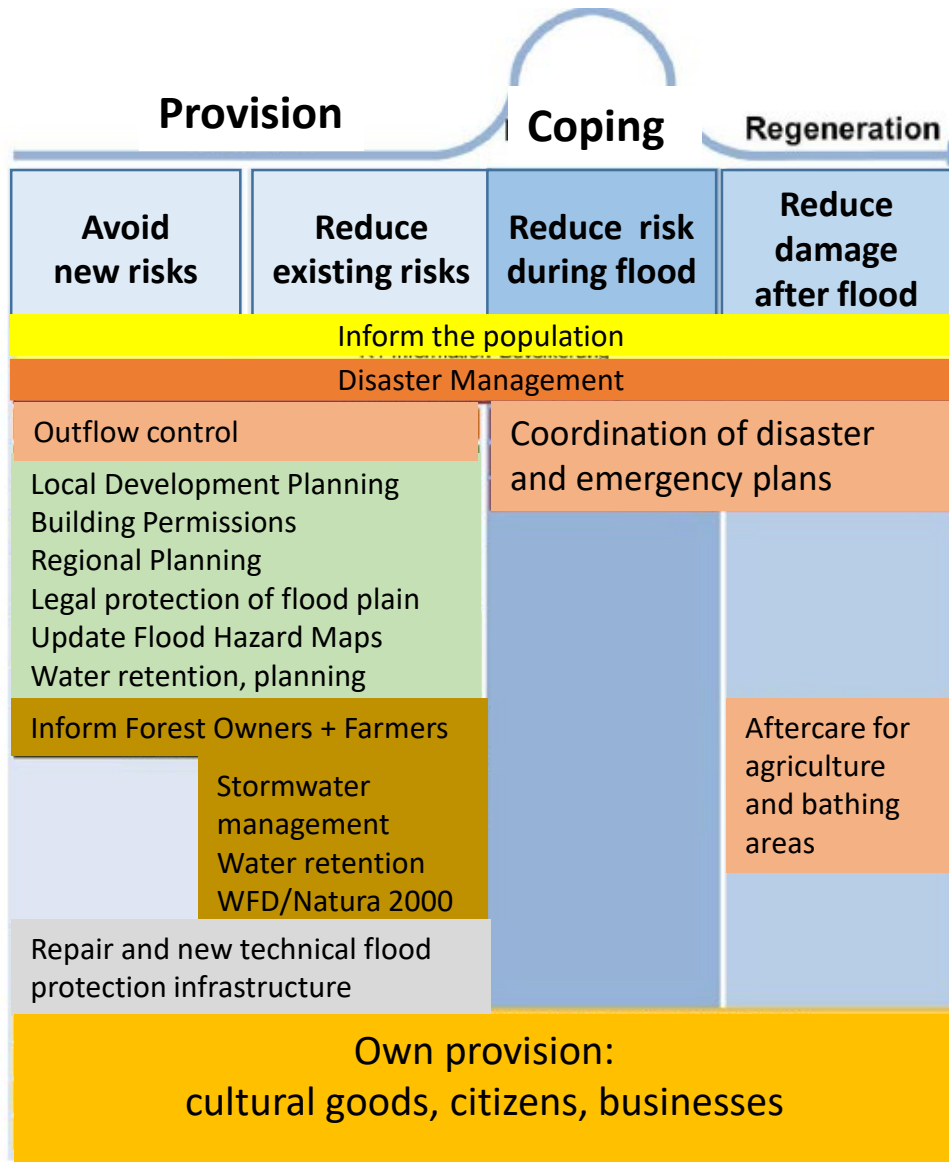 Provision
Coping
Regeneration
Avoid
new risks
Reduce
existing risks
Reduce risk
during flood
Reduce
damage
after flood
Inform the population
Disaster Management
Outflow control
Coordination of disaster
and emergency plans
Local Development Planning
Building Permissions
Regional Planning
Legal protection of flood plain
Update Flood Hazard Maps
Water retention, planning
Inform Forest Owners + Farmers
Stormwater
management
Water retention
WFD/Natura 2000
Aftercare for
agriculture
and bathing
areas
Repair and new technical flood
protection infrastructure
Own provision:
cultural goods, citizens, businesses